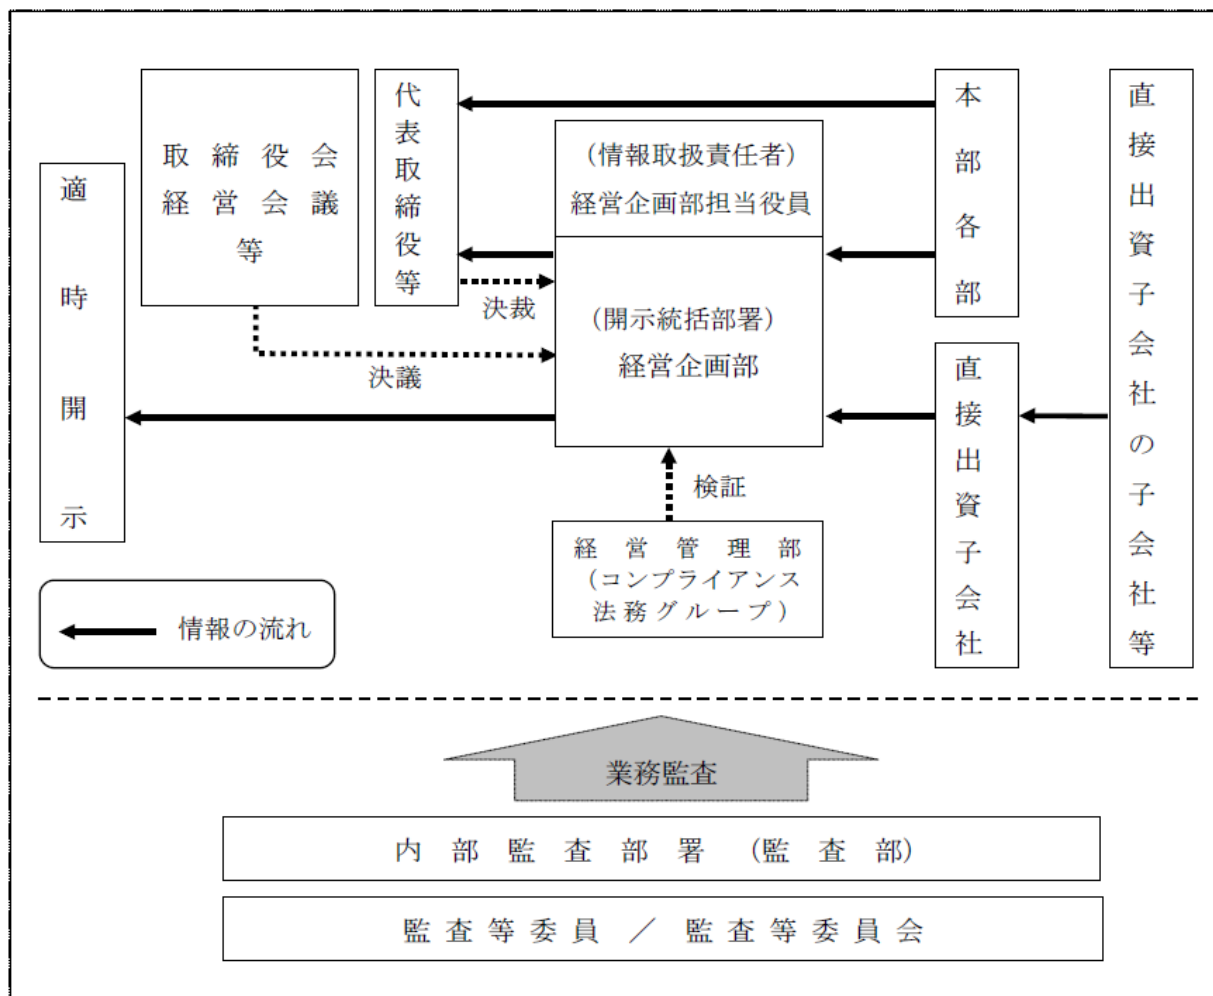 取締役会
経営会議
等
代表取締役等
(情報取扱責任者)
経営企画部担当役員
本部各部
直接出資子会社の子会社等
適時開示
決裁
(開示統括部署)
経営企画部
決議
直接出資子会社
検証
経営管理部
(コンプライアンス
法務グループ)
情報の流れ
業務監査
内部監査部署(監査部)
監査等委員/監査等委員会